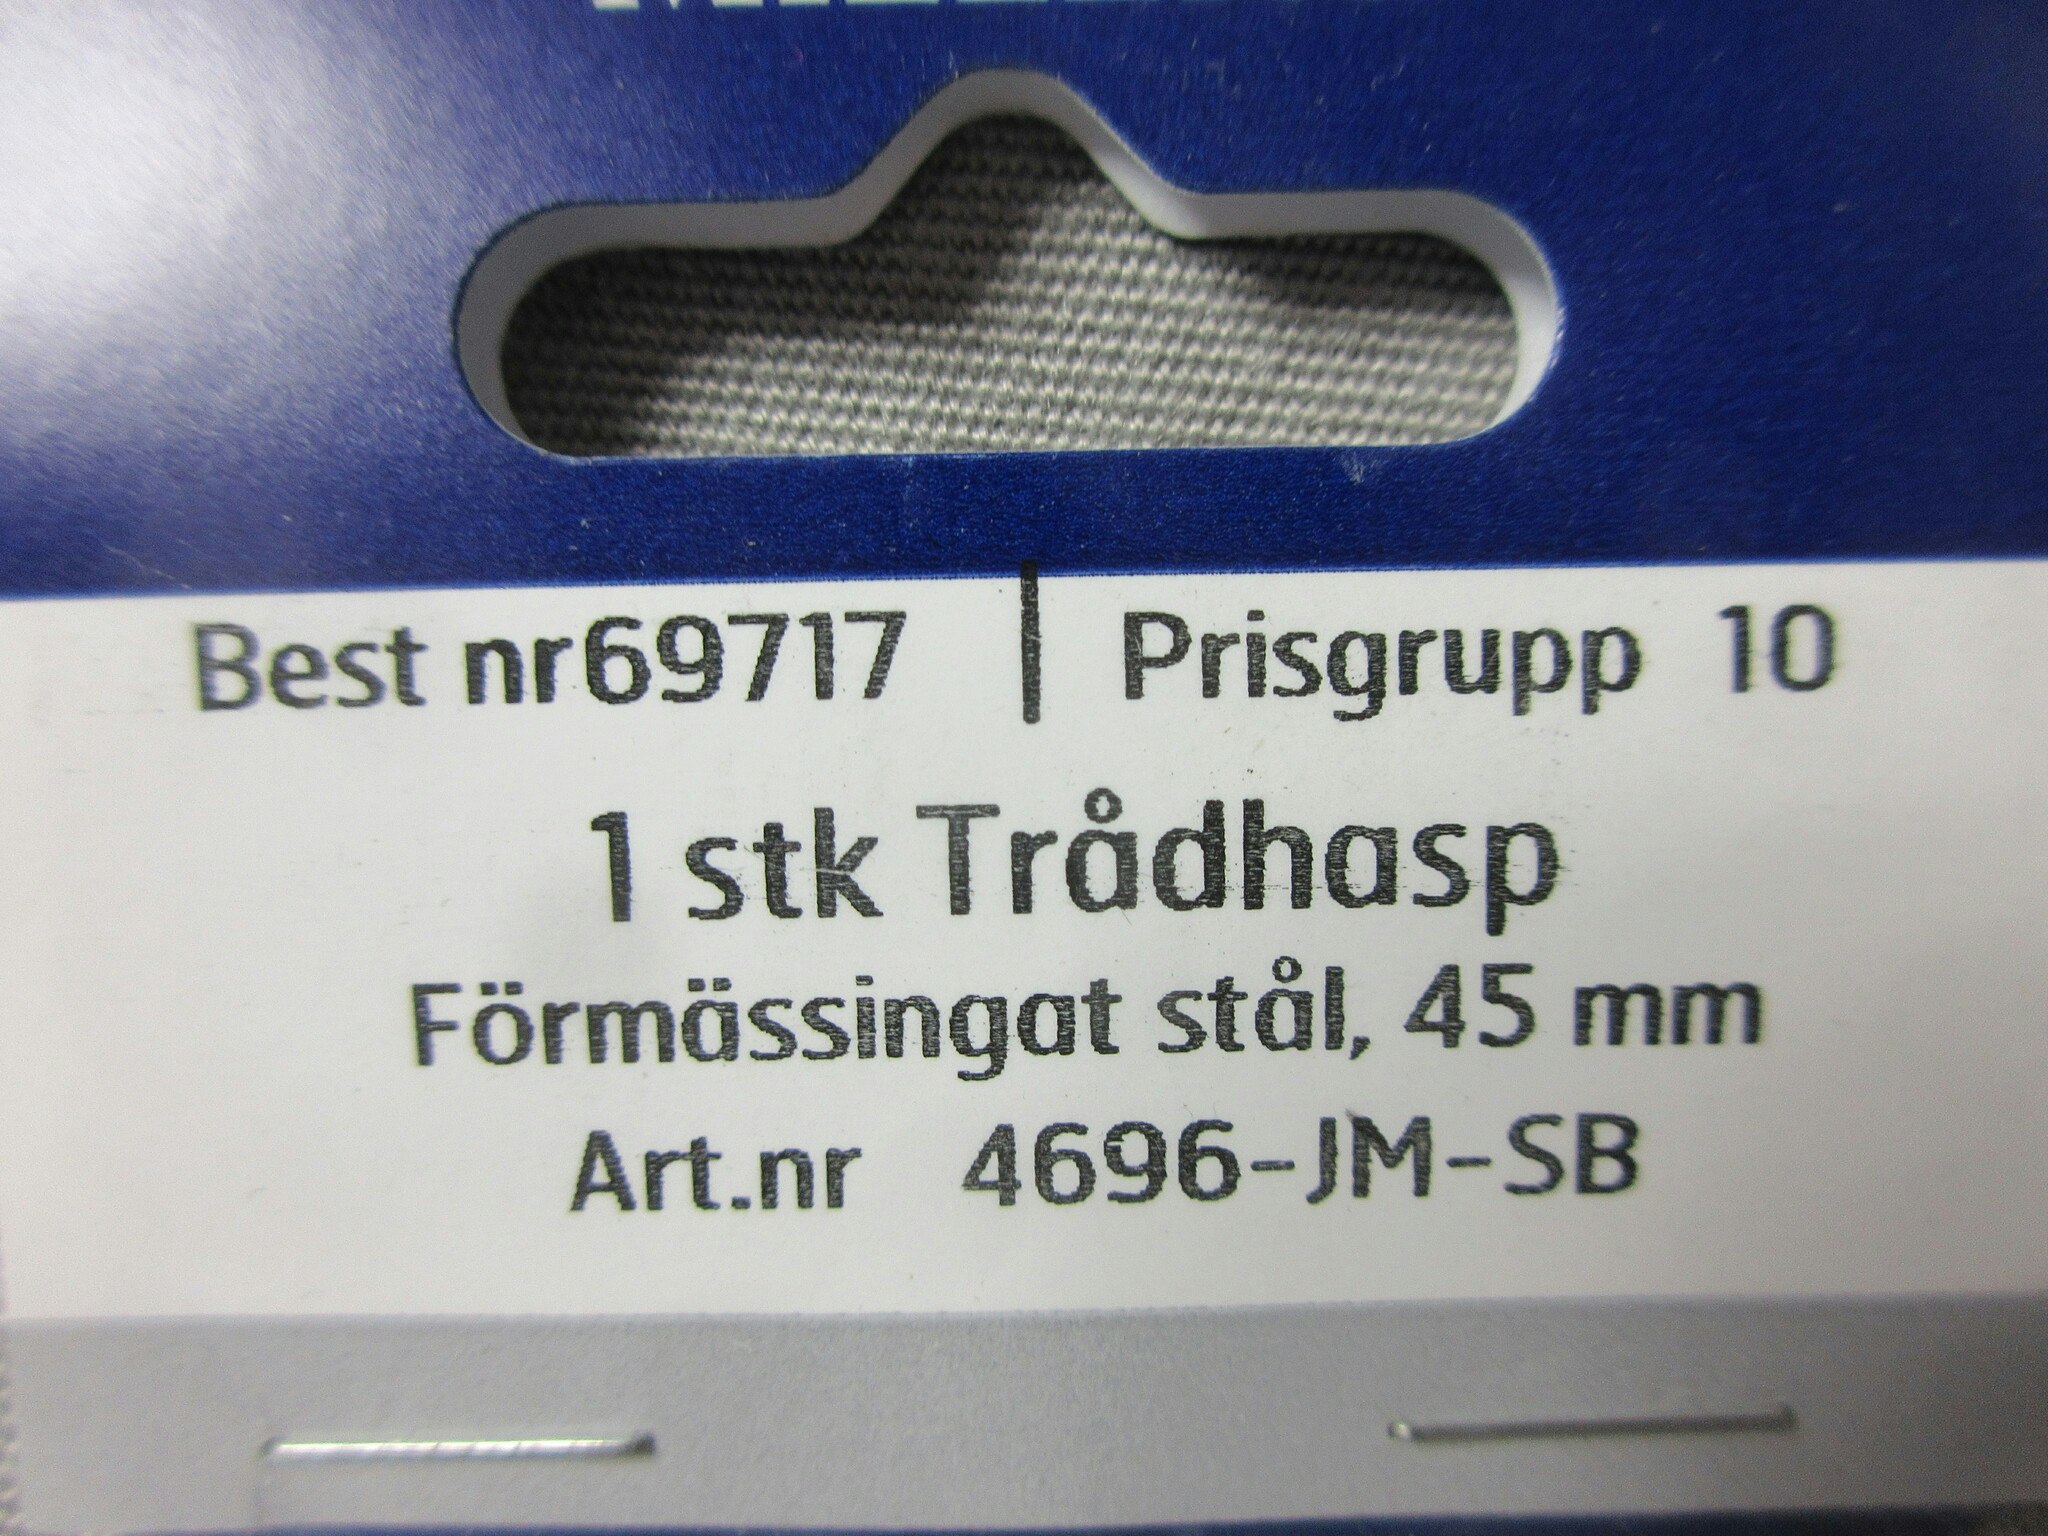 Best nr69717 | Prisgrupp 10
1 stk Trådhasp
Förmässingat stål, 45 mm
Art.nr 4696-JM-SB